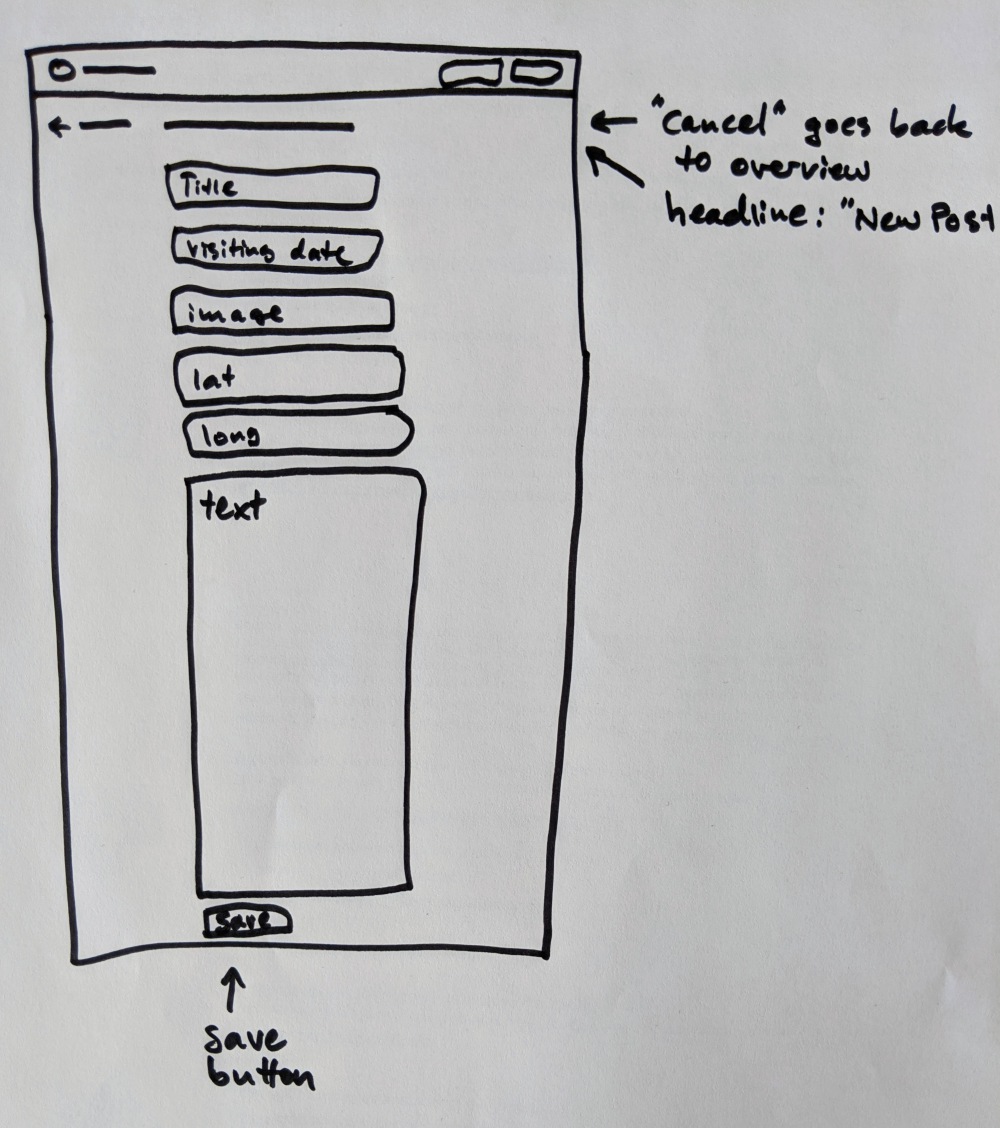 Title
visiting date
image
lat
long
text
save
"Cancel" goes back
to overview
headline: "New Post
save
button